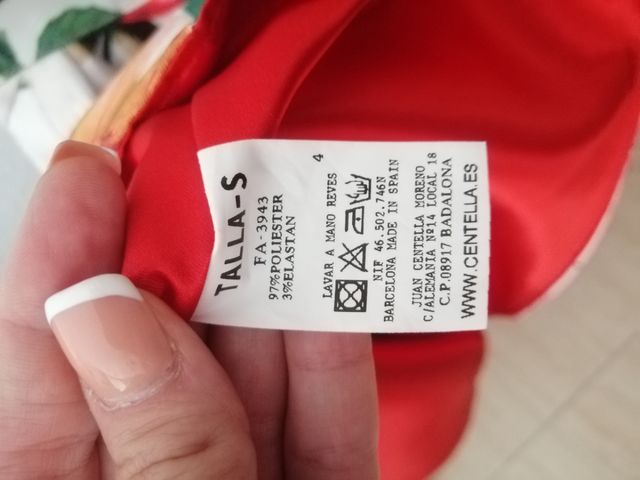 TALLA-S
FA-3943
97%POLIESTER
3%ELASTAN
4
LAVAR A MANO REVES
NIF 46.502.746N
BARCELONA MADE IN SPAIN
JUAN CENTELLA MORENO
C/ALEMANIA Nº14 LOCAL 18
C.P.08917 BADALONA
WWW.CENTELLA.ES